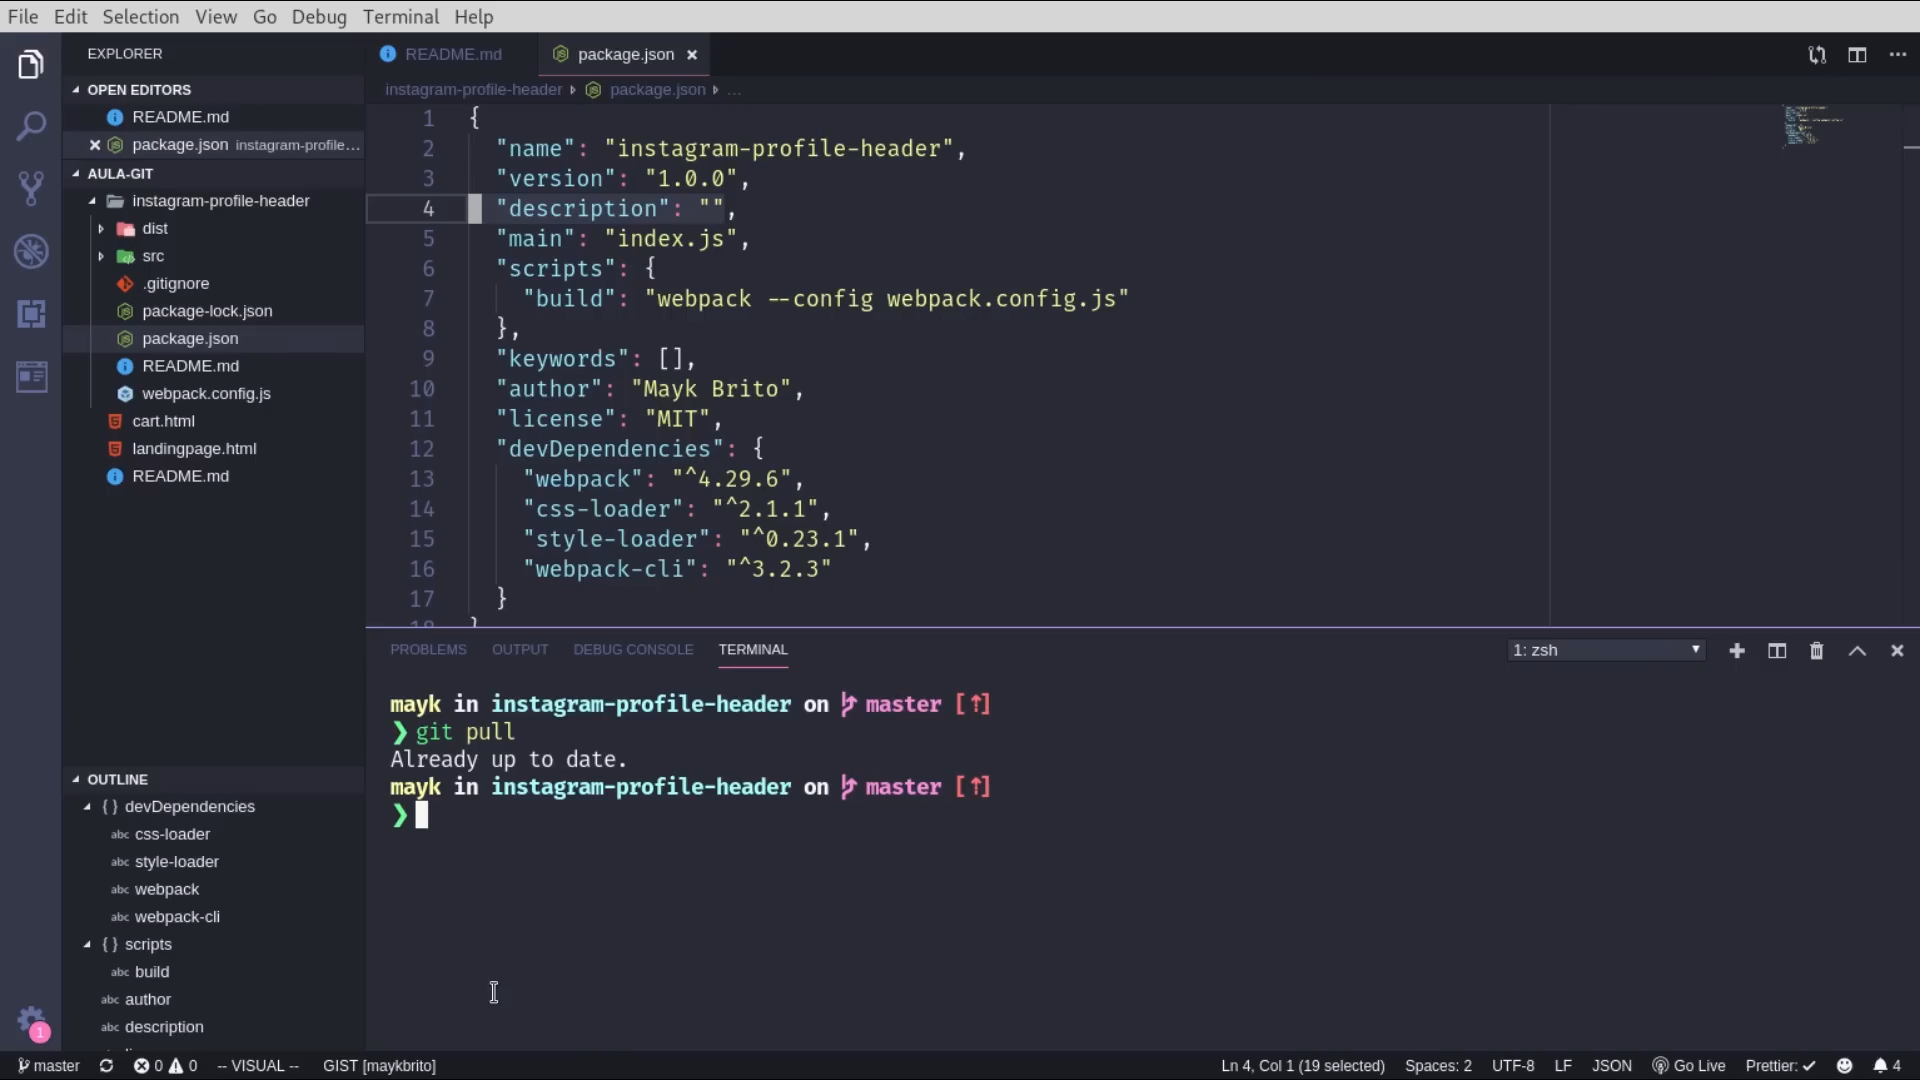 File Edit Selection View Go Debug Terminal Help
EXPLORER
OPEN EDITORS
README.md
package.json instagram-profile...
AULA-GIT
instagram-profile-header
dist
src
.gitignore
package-lock.json
package.json
README.md
webpack.config.js
cart.html
landingpage.html
README.md
OUTLINE
{} devDependencies
abc css-loader
abc style-loader
abc webpack
abc webpack-cli
{} scripts
abc build
abc author
abc description
README.md package.json
instagram-profile-header package.json ...
1 {
2 "name": "instagram-profile-header",
3 "version": "1.0.0",
4 "description": "",
5 "main": "index.js",
6 "scripts": {
7 "build": "webpack --config webpack.config.js"
8 },
9 "keywords": [],
10 "author": "Mayk Brito",
11 "license": "MIT",
12 "devDependencies": {
13 "webpack": "^4.29.6",
14 "css-loader": "^2.1.1",
15 "style-loader": "^0.23.1",
16 "webpack-cli": "^3.2.3"
17 }
18 }
PROBLEMS OUTPUT DEBUG CONSOLE TERMINAL 1: zsh
mayk in instagram-profile-header on master [↑]
❯ git pull
Already up to date.
mayk in instagram-profile-header on master [↑]
❯
1
master 0 0 -- VISUAL -- GIST [maykbrito] Ln 4, Col 1 (19 selected) Spaces: 2 UTF-8 LF JSON Go Live Prettier: ✓ 4